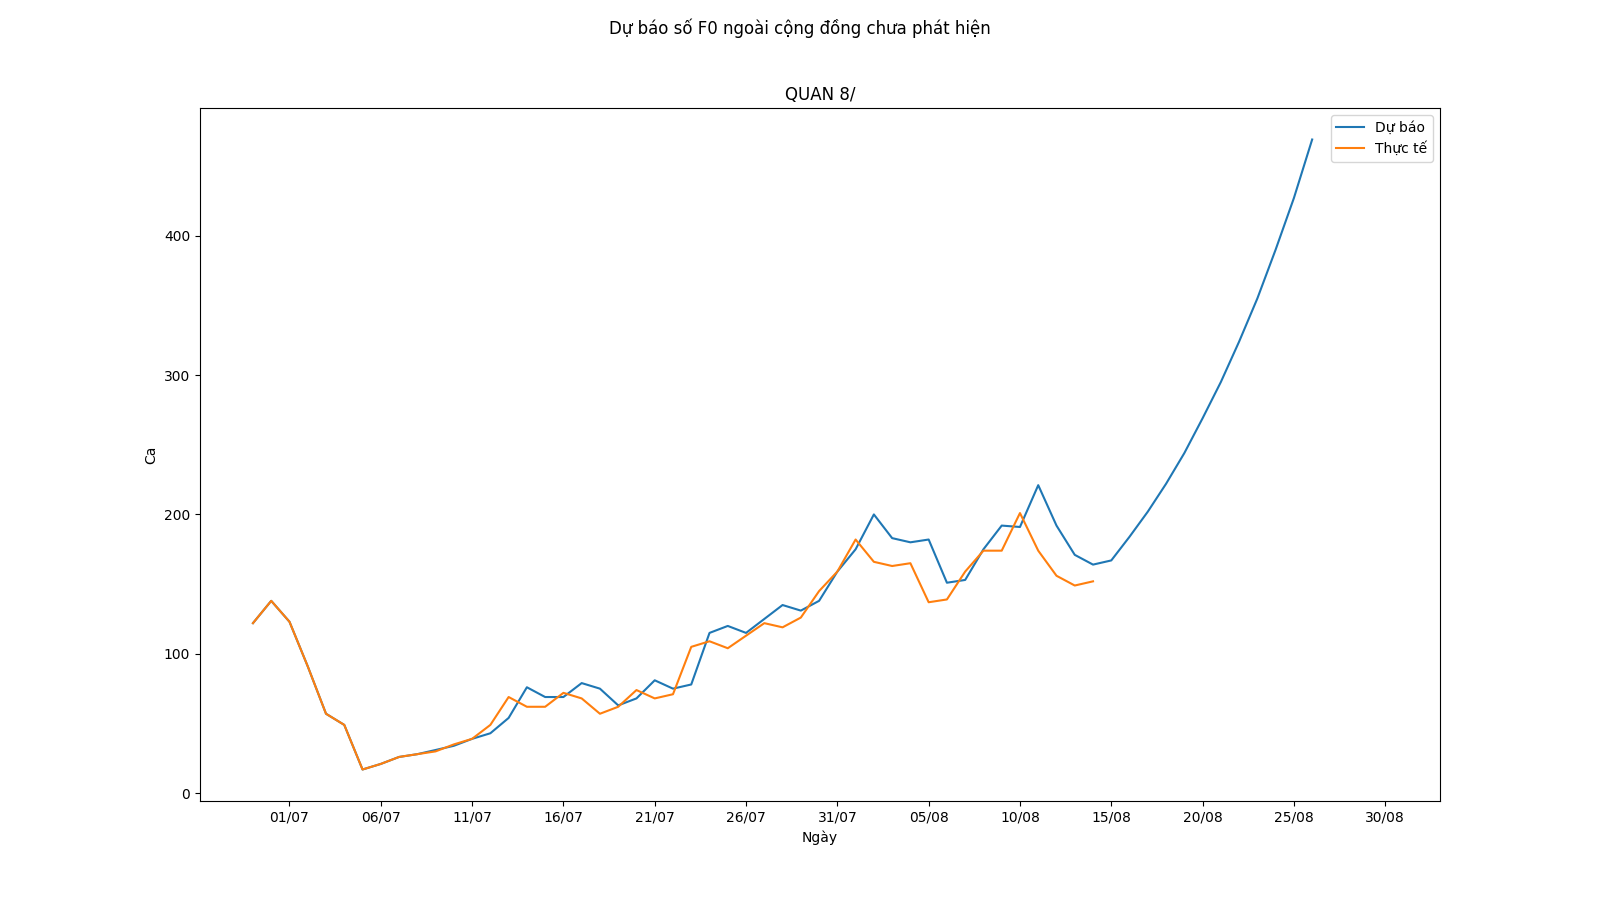 Dự báo số F0 ngoài cộng đồng chưa phát hiện
QUAN 8/
Dự báo
Thực tế
Ca
400
300
200
100
0
01/07 06/07 11/07 16/07 21/07 26/07 31/07 05/08 10/08 15/08 20/08 25/08 30/08
Ngày